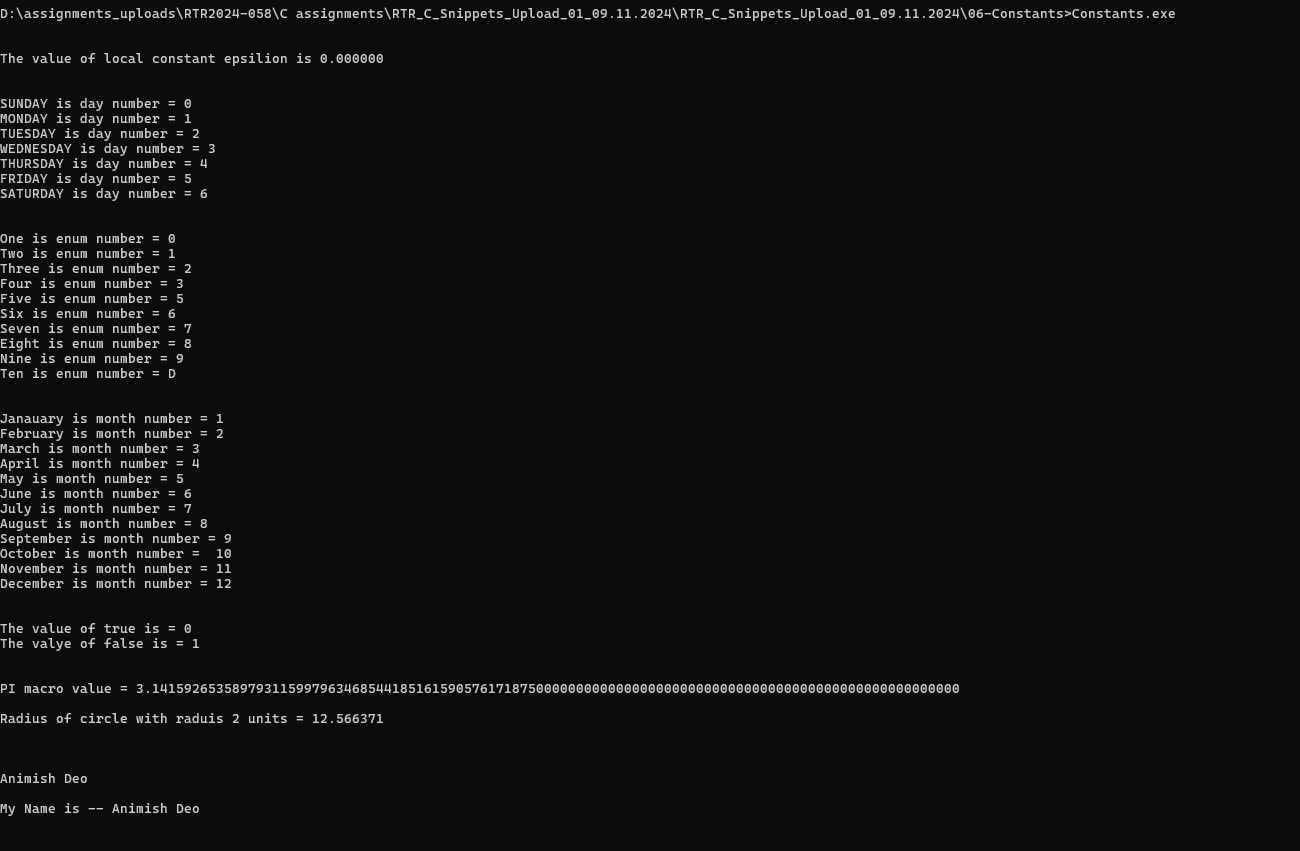 D:\assignments_uploads\RTR2024-058\C assignments\RTR_C_Snippets_Upload_01_09.11.2024\RTR_C_Snippets_Upload_01_09.11.2024\06-Constants>Constants.exe
The value of local constant epsilion is 0.000000
SUNDAY is day number = 0
MONDAY is day number = 1
TUESDAY is day number = 2
WEDNESDAY is day number = 3
THURSDAY is day number = 4
FRIDAY is day number = 5
SATURDAY is day number = 6
One is enum number = 0
Two is enum number = 1
Three is enum number = 2
Four is enum number = 3
Five is enum number = 5
Six is enum number = 6
Seven is enum number = 7
Eight is enum number = 8
Nine is enum number = 9
Ten is enum number = D
Janauary is month number = 1
February is month number = 2
March is month number = 3
April is month number = 4
May is month number = 5
June is month number = 6
July is month number = 7
August is month number = 8
September is month number = 9
October is month number =  10
November is month number = 11
December is month number = 12
The value of true is = 0
The valye of false is = 1
PI macro value = 3.14159265358979311599796346854418516159057617187500000000000000000000000000000000000000000000000000000
Radius of circle with raduis 2 units = 12.566371
Animish Deo
My Name is -- Animish Deo